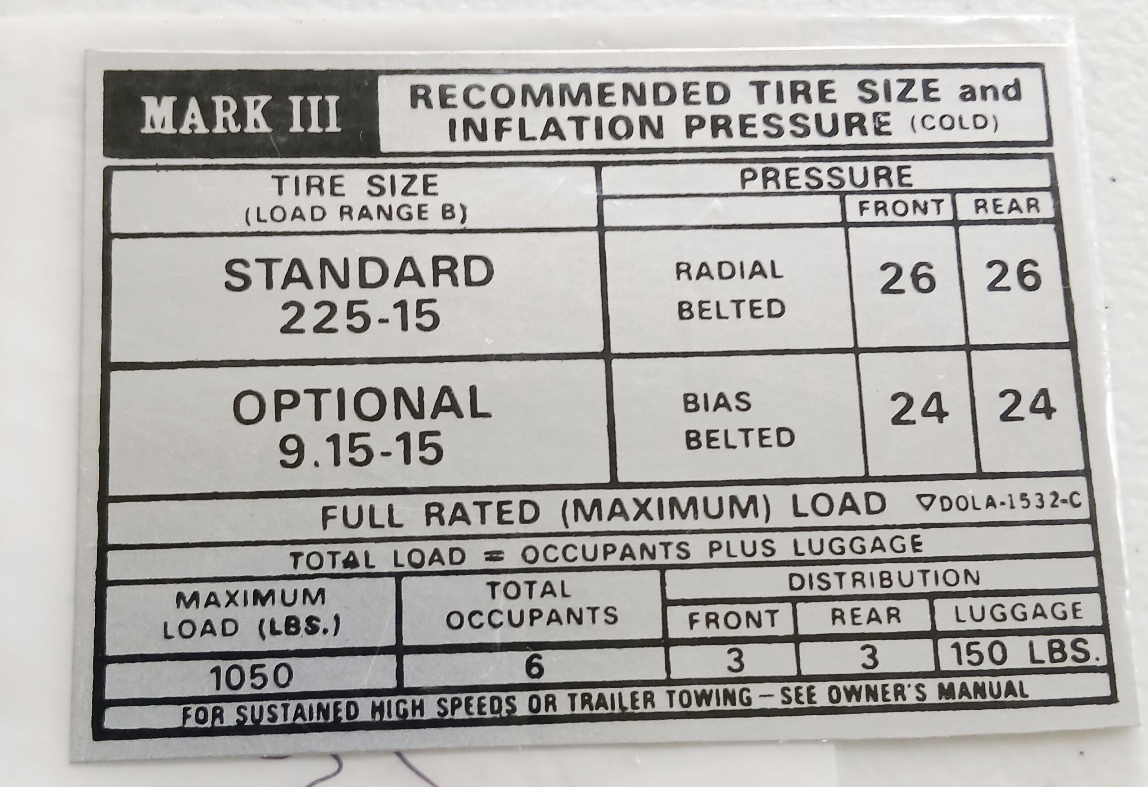 MARK III
RECOMMENDED TIRE SIZE and
INFLATION PRESSURE (COLD)
TIRE SIZE
(LOAD RANGE B)
PRESSURE
FRONT REAR
STANDARD
225-15
RADIAL
BELTED
26 26
OPTIONAL
9.15-15
BIAS
BELTED
24 24
FULL RATED (MAXIMUM) LOAD ▽DOLA-1532-C
TOTAL LOAD = OCCUPANTS PLUS LUGGAGE
MAXIMUM
LOAD (LBS.)
TOTAL
OCCUPANTS
DISTRIBUTION
FRONT REAR LUGGAGE
1050 6 3 3 150 LBS.
FOR SUSTAINED HIGH SPEEDS OR TRAILER TOWING — SEE OWNER'S MANUAL